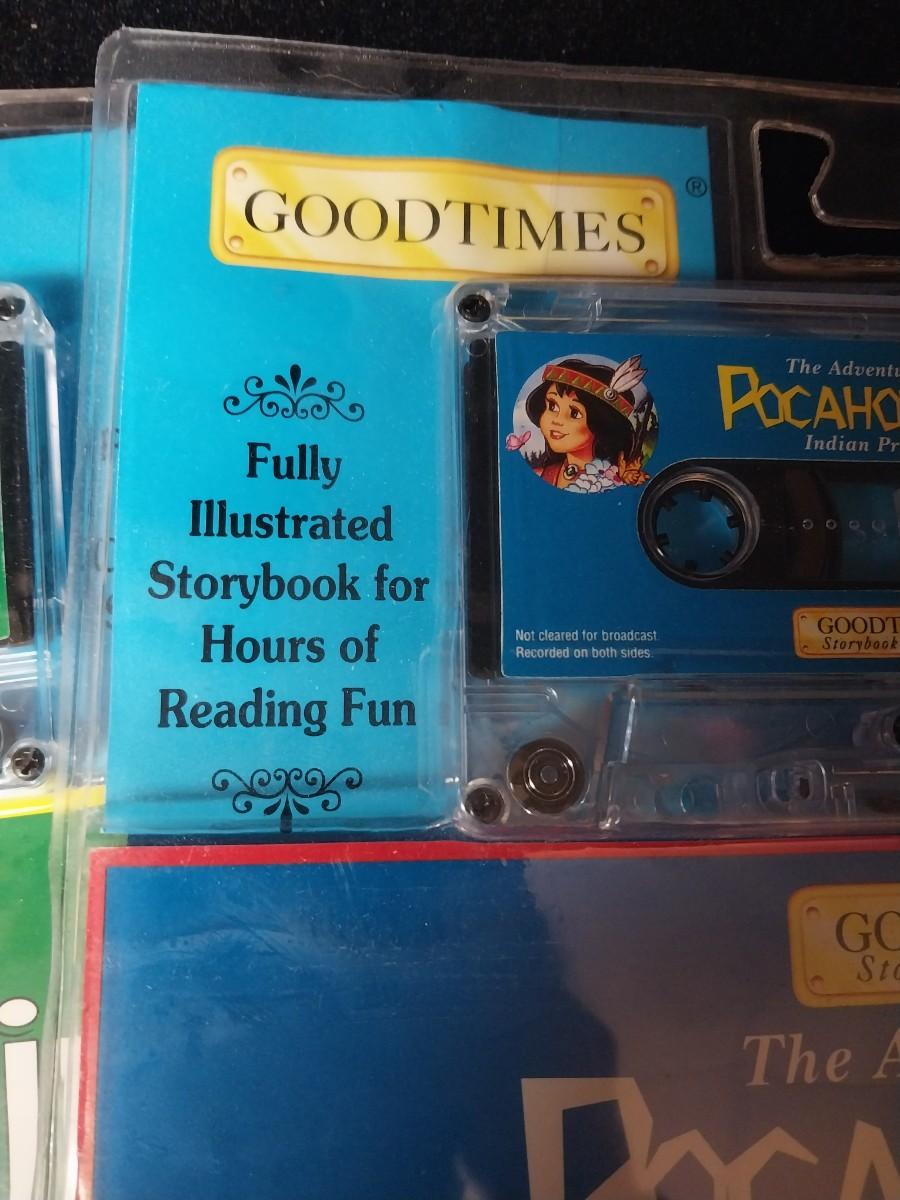 GOODTIMES ®
Fully
Illustrated
Storybook for
Hours of
Reading Fun
The Adventu
POCAHO
Indian Pr
Not cleared for broadcast.
Recorded on both sides.
GOODT
Storybook
GO
Sto
The A
POCA